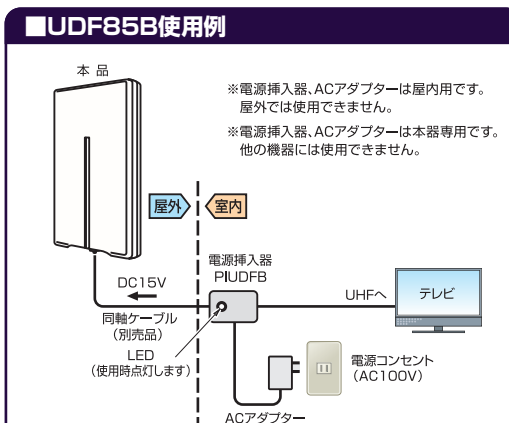 ■UDF85B使用例
本 品
※電源挿入器、ACアダプターは屋内用です。
屋外では使用できません。
※電源挿入器、ACアダプターは本器専用です。
他の機器には使用できません。
屋外
室内
電源挿入器
PIUDFB
DC15V
UHFへ
テレビ
同軸ケーブル
(別売品)
LED
(使用時点灯します)
電源コンセント
(AC100V)
ACアダプター